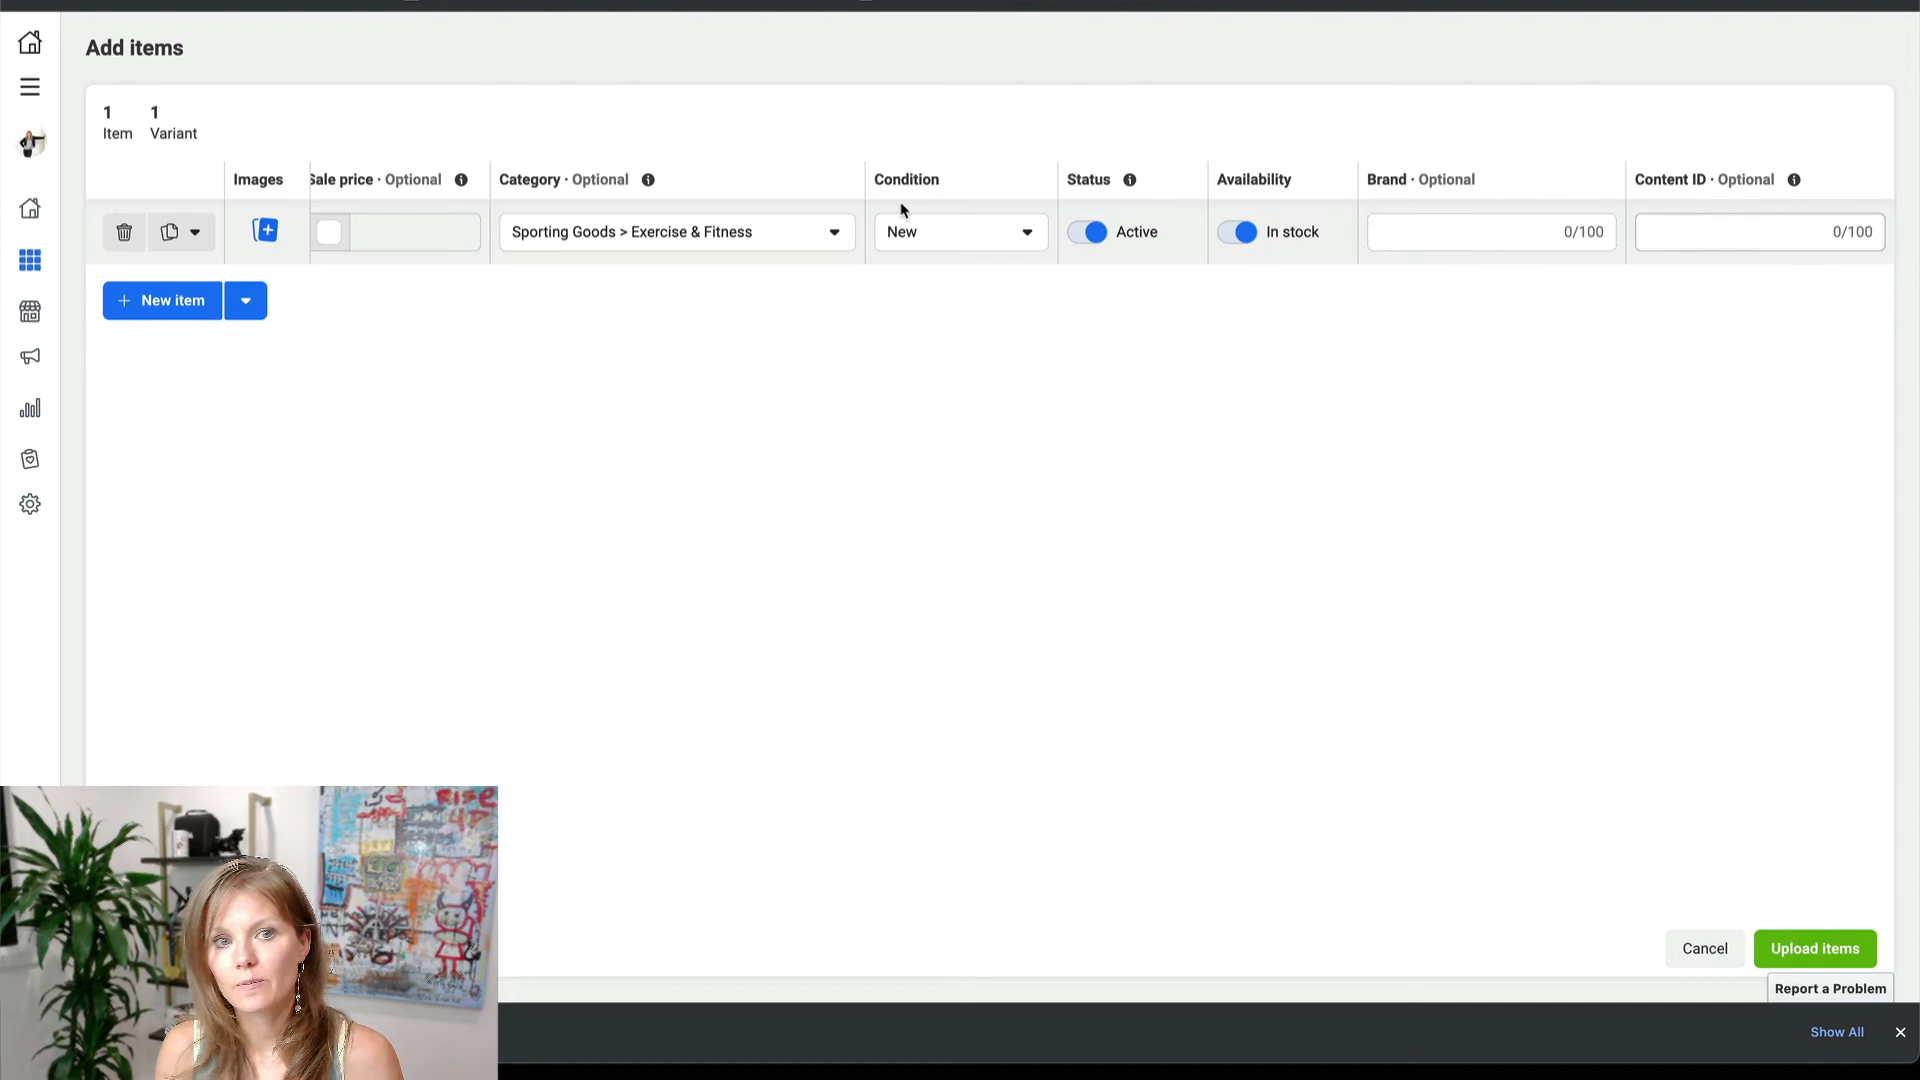 Add items
1 1
Item Variant
Images Sale price · Optional Category · Optional Condition Status Availability Brand · Optional Content ID · Optional
Sporting Goods > Exercise & Fitness New Active In stock 0/100 0/100
+ New item
RISE
UP
Cancel Upload items
Report a Problem
Show All